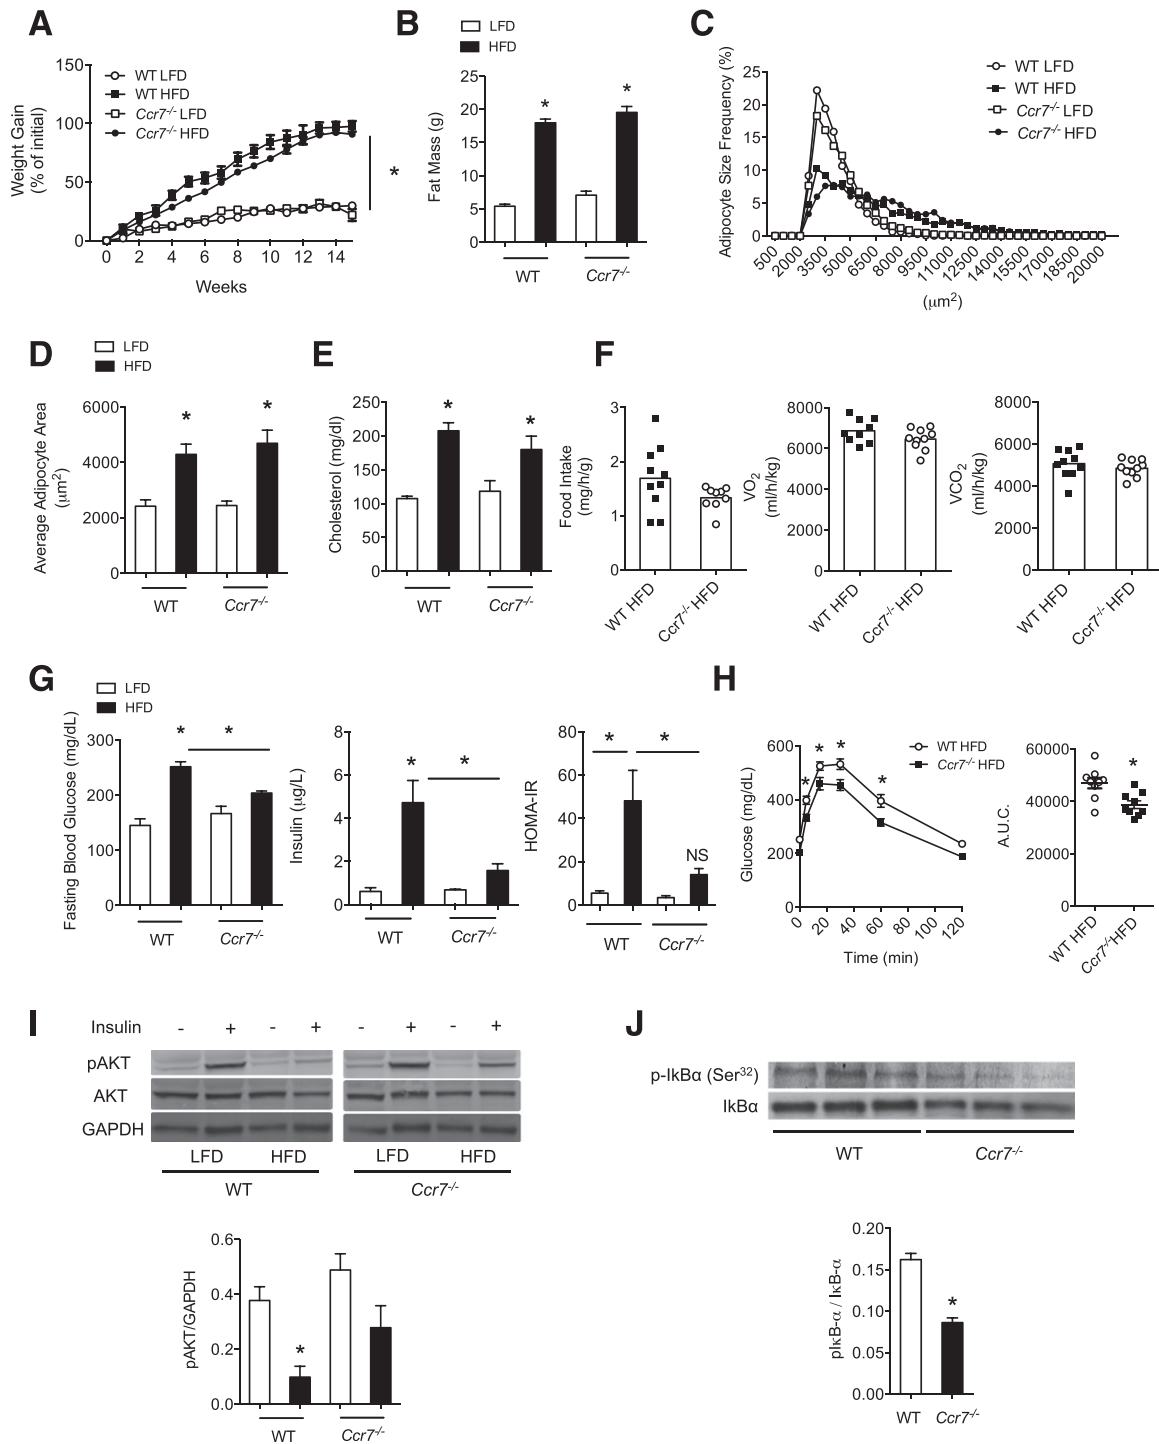 A
WT LFD
WT HFD
Ccr7-/- LFD
Ccr7-/- HFD
Weight Gain
(% of initial)
150
100
50
0
0 2 4 6 8 10 12 14
Weeks
*
B
LFD
HFD
Fat Mass (g)
25
20
15
10
5
0
* *
WT Ccr7-/-
C
WT LFD
WT HFD
Ccr7-/- LFD
Ccr7-/- HFD
Adipocyte Size Frequency (%)
25
20
15
10
5
0
500 20000 35000 5000 6500 8000 9500 11000 12500 14000 15500 17000 18500 20000
(μm2)
D
LFD
HFD
Average Adipocyte Area
(μm2)
6000
4000
2000
0
* *
WT Ccr7-/-
E
Cholesterol (mg/dl)
250
200
150
100
50
0
* *
WT Ccr7-/-
F
Food Intake
(mg/h/g)
3
2
1
0
WT HFD Ccr7-/- HFD
VO2
(ml/h/kg)
8000
6000
4000
2000
0
WT HFD Ccr7-/- HFD
VCO2
(ml/h/kg)
8000
6000
4000
2000
0
WT HFD Ccr7-/- HFD
G
LFD
HFD
Fasting Blood Glucose (mg/dL)
300
200
100
0
* *
WT Ccr7-/-
Insulin (μg/L)
8
6
4
2
0
* *
WT Ccr7-/-
HOMA-IR
80
60
40
20
0
* *
NS
WT Ccr7-/-
H
WT HFD
Ccr7-/- HFD
Glucose (mg/dL)
600
400
200
0
* * * *
0 20 40 60 80 100 120
Time (min)
A.U.C.
60000
40000
20000
0
*
WT HFD Ccr7-/-HFD
I
Insulin - + - + - + - +
pAKT
AKT
GAPDH
LFD HFD LFD HFD
WT Ccr7-/-
pAKT/GAPDH
0.6
0.4
0.2
0.0
*
WT Ccr7-/-
J
p-IkBα (Ser32)
IkBα
WT Ccr7-/-
pIκB-α / IκB-α
0.20
0.15
0.10
0.05
0.00
*
WT Ccr7-/-